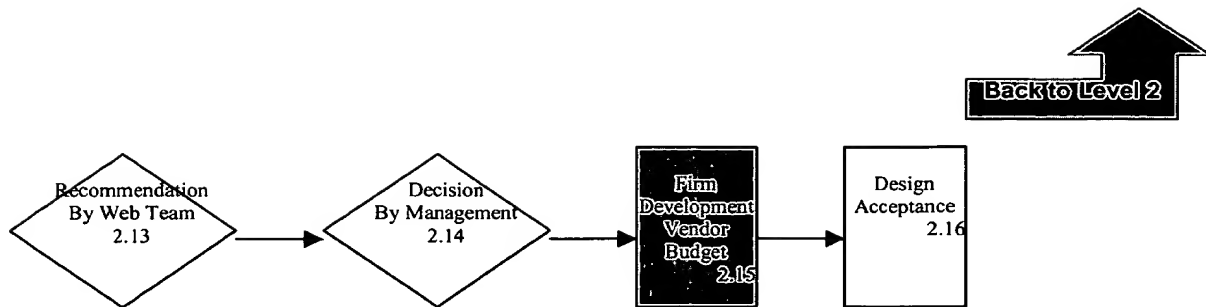 Back to Level 2
Recommendation
By Web Team
2.13
Decision
By Management
2.14
Firm
Development
Vendor
Budget
2.15
Design
Acceptance
2.16